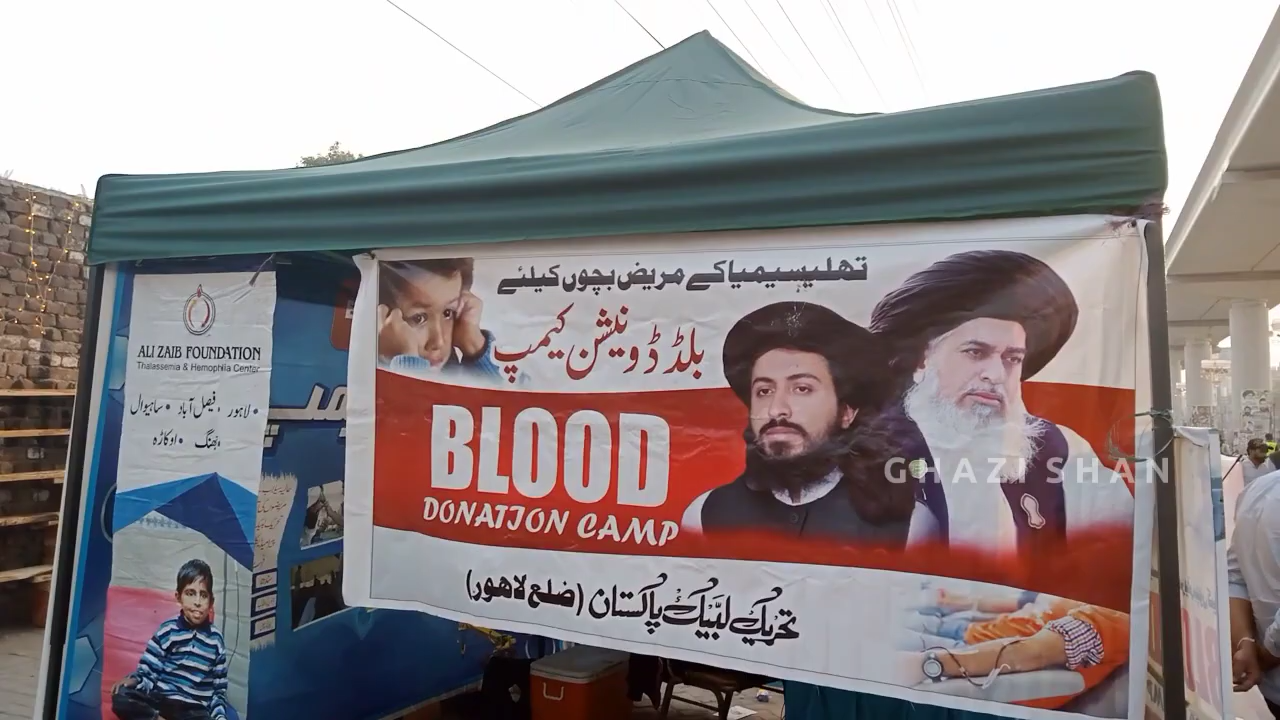 ALI ZAIB FOUNDATION
Thalassemia & Hemophilia Center
• لاہور • فیصل آباد • ساہیوال
• جھنگ • اوکاڑہ
تھلیسیمیا کے مریض بچوں کیلئے
بلڈ ڈونیشن کیمپ
BLOOD
DONATION CAMP
تحریک لبیک پاکستان (ضلع لاہور)
GHAZI SHAN